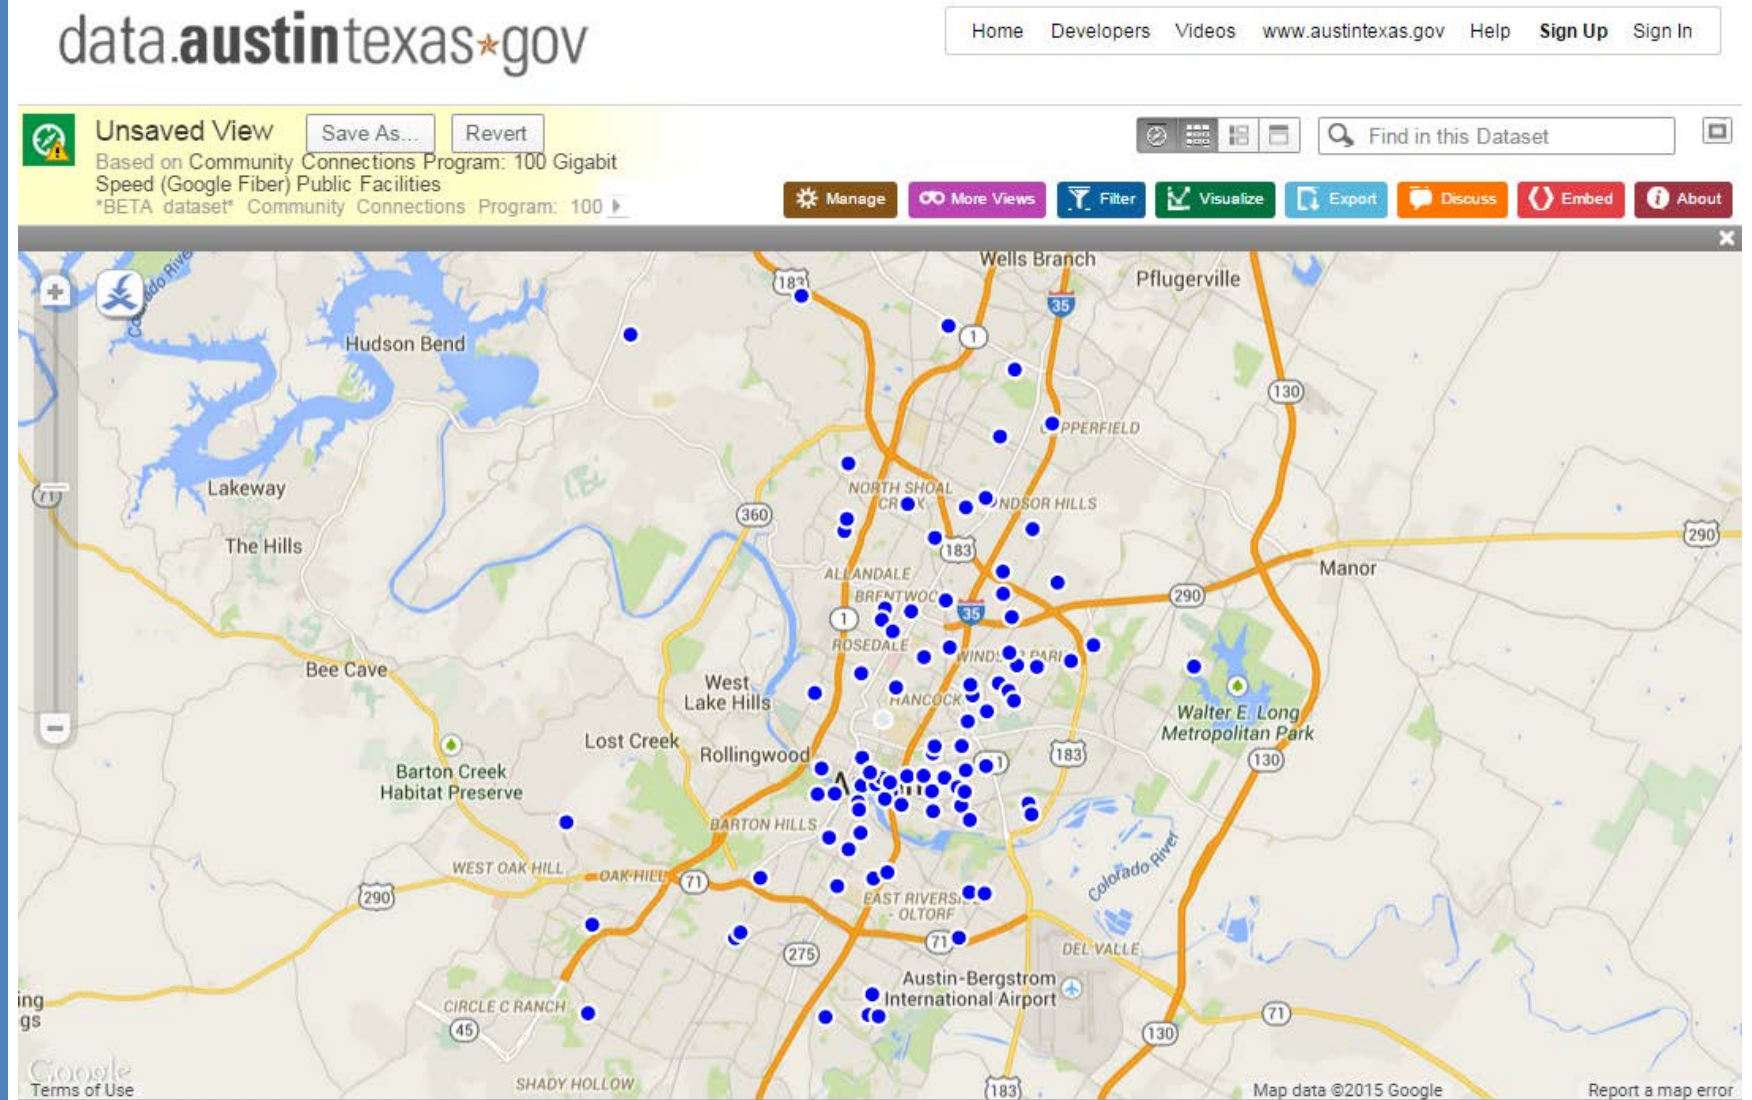 data.austintexas*gov
Home Developers Videos www.austintexas.gov Help Sign Up Sign In
Unsaved View Save As... Revert
Find in this Dataset
Based on Community Connections Program: 100 Gigabit
Speed (Google Fiber) Public Facilities
*BETA dataset* Community Connections Program: 100
Manage More Views Filter Visualize Export Discuss Embed About
Wells Branch
Pflugerville
183
35
Colorado River
Hudson Bend
1
130
PPERFIELD
Lakeway
71
NORTH SHOAL
NDSOR HILLS
360
The Hills
183
290
Manor
ALLANDALE
290
35
1
ROSEDALE
Bee Cave
West
Lake Hills
HANCOCK
Walter E. Long
Metropolitan Park
Lost Creek
Rollingwood
183
130
Barton Creek
Habitat Preserve
BARTON HILLS
Colorado River
WEST OAK HILL
OAK HILL
71
290
- OLTORF
71
275
DEL VALLE
Austin-Bergstrom
International Airport
CIRCLE C RANCH
45
71
130
SHADY HOLLOW
183
Google
Terms of Use
Map data ©2015 Google
Report a map error